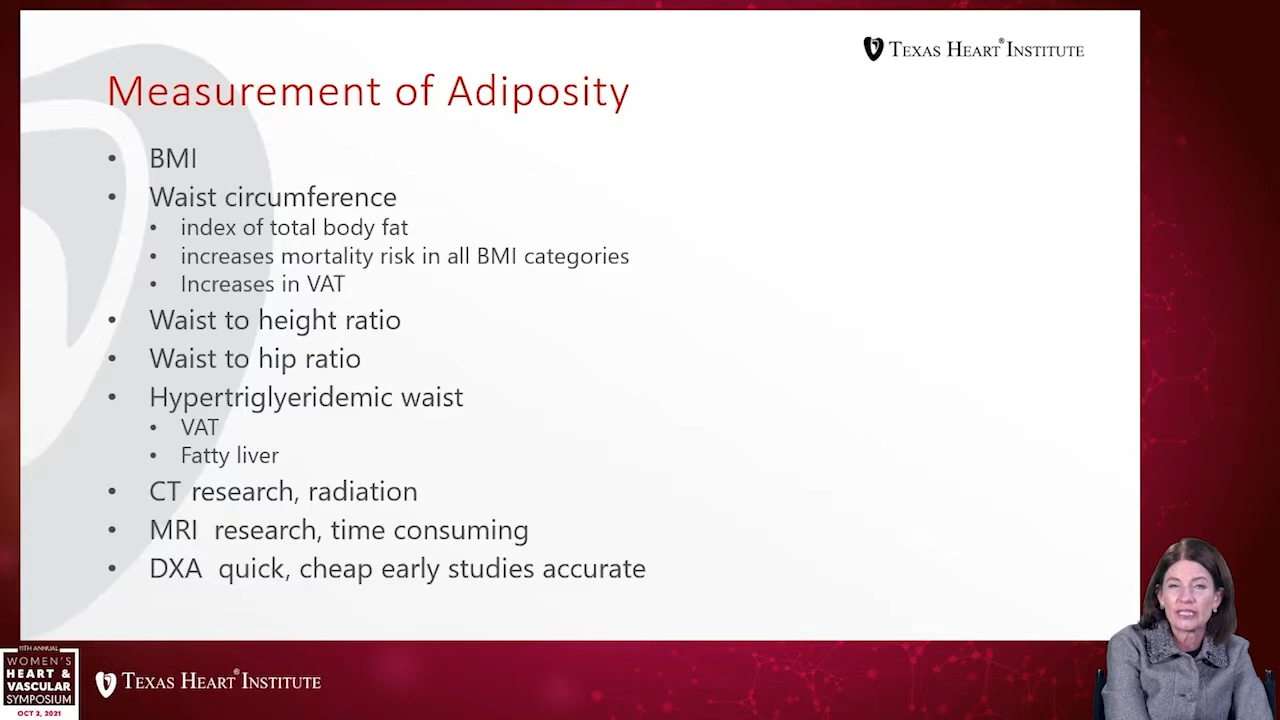 TEXAS HEART® INSTITUTE
Measurement of Adiposity
• BMI
• Waist circumference
• index of total body fat
• increases mortality risk in all BMI categories
• Increases in VAT
• Waist to height ratio
• Waist to hip ratio
• Hypertriglyeridemic waist
• VAT
• Fatty liver
• CT research, radiation
• MRI research, time consuming
• DXA quick, cheap early studies accurate
11TH ANNUAL
WOMEN'S
HEART &
VASCULAR
SYMPOSIUM
OCT 2, 2021
TEXAS HEART® INSTITUTE